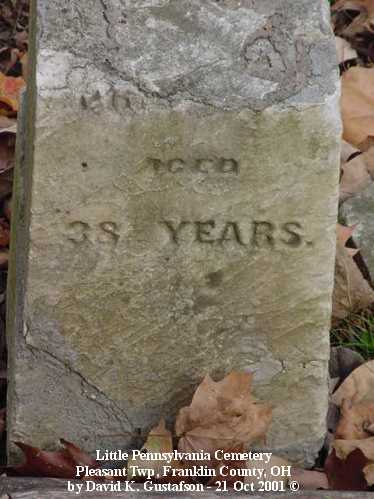 AGED
38 YEARS.
Little Pennsylvania Cemetery
Pleasant Twp, Franklin County, OH
by David K. Gustafson - 21 Oct 2001 ©